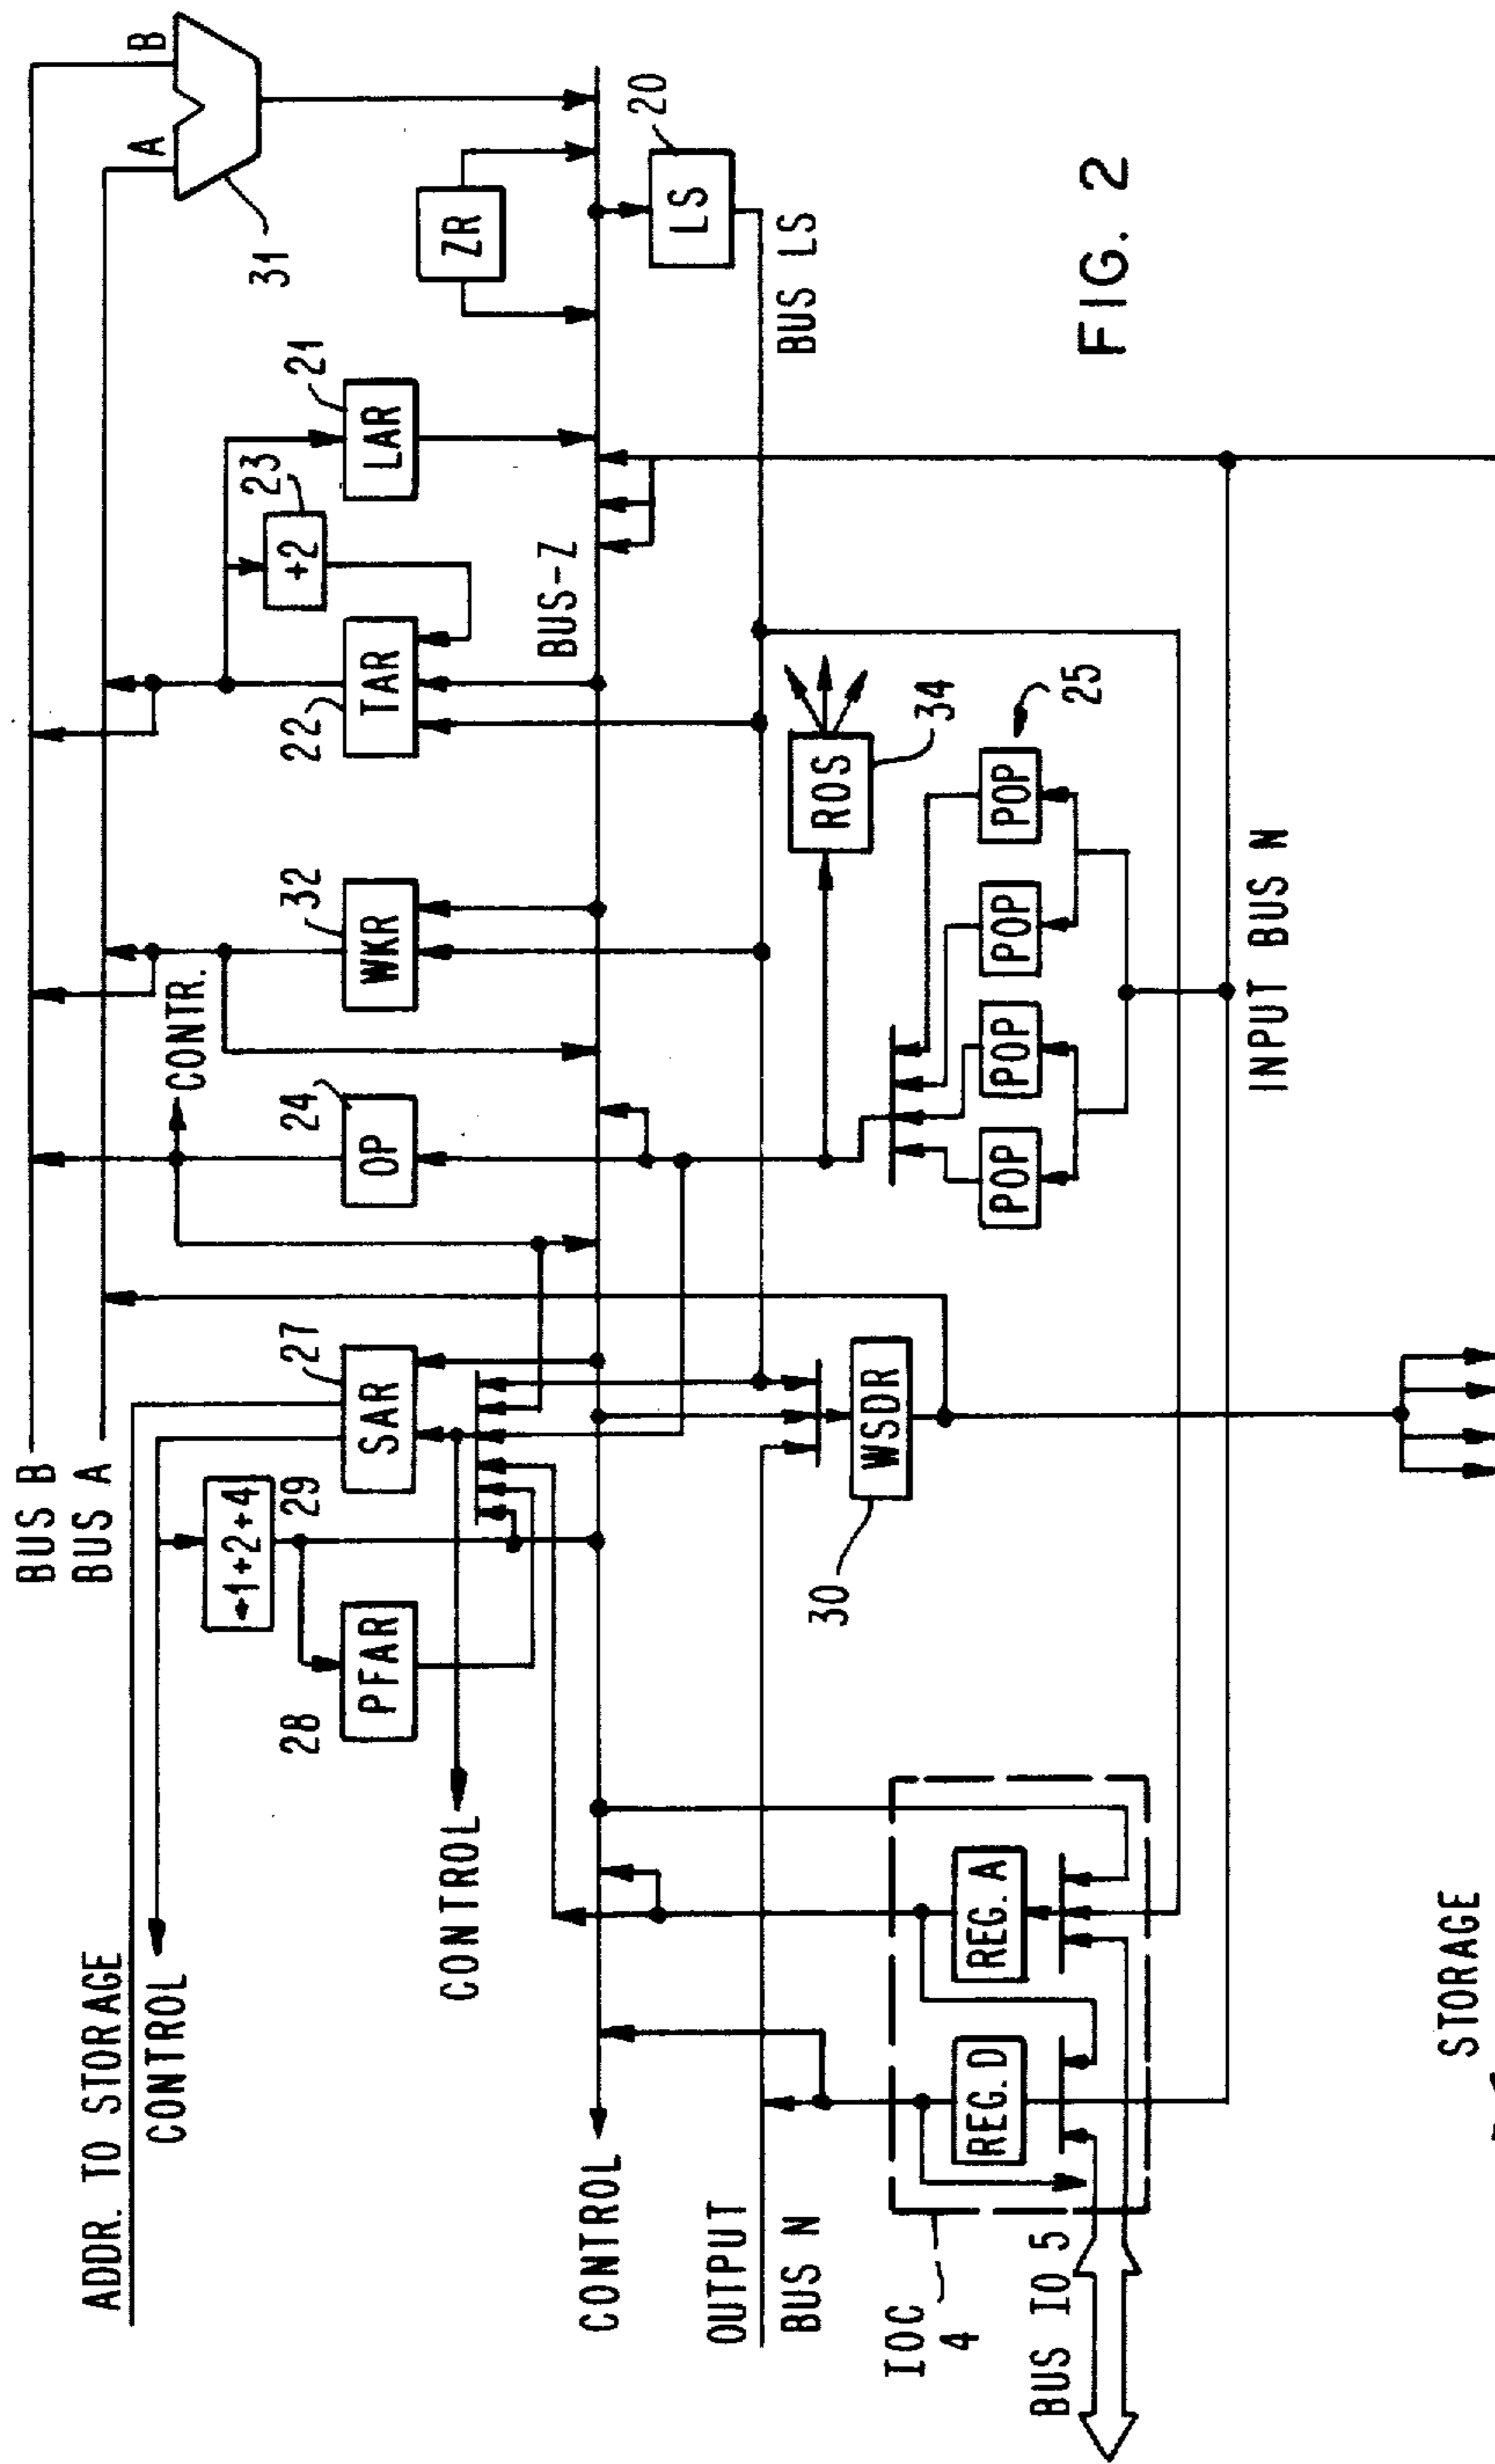 BUS B
BUS A
ADDR. TO STORAGE
CONTROL
+1+2+4
29
28
PFAR
SAR
27
CONTROL
CONTROL
OP
24
CONTR.
WKR
32
TAR
22
+2
23
LAR
21
ZR
A
B
31
BUS-Z
LS
20
BUS LS
OUTPUT
BUS N
WSDR
30
ROS
34
POP
POP
POP
POP
25
INPUT BUS N
IOC
4
REG. D
REG. A
BUS IO 5
STORAGE
FIG. 2